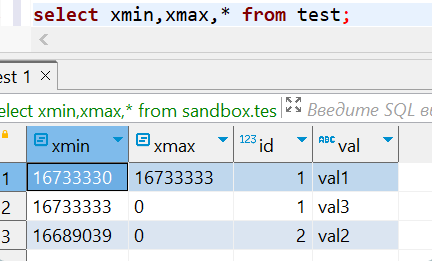 select xmin,xmax,* from test;
est 1
elect xmin,xmax,* from sandbox.tes
Введите SQL вы
xmin xmax 123 id ABC val
1 16733330 16733333 1 val1
2 16733333 0 1 val3
3 16689039 0 2 val2